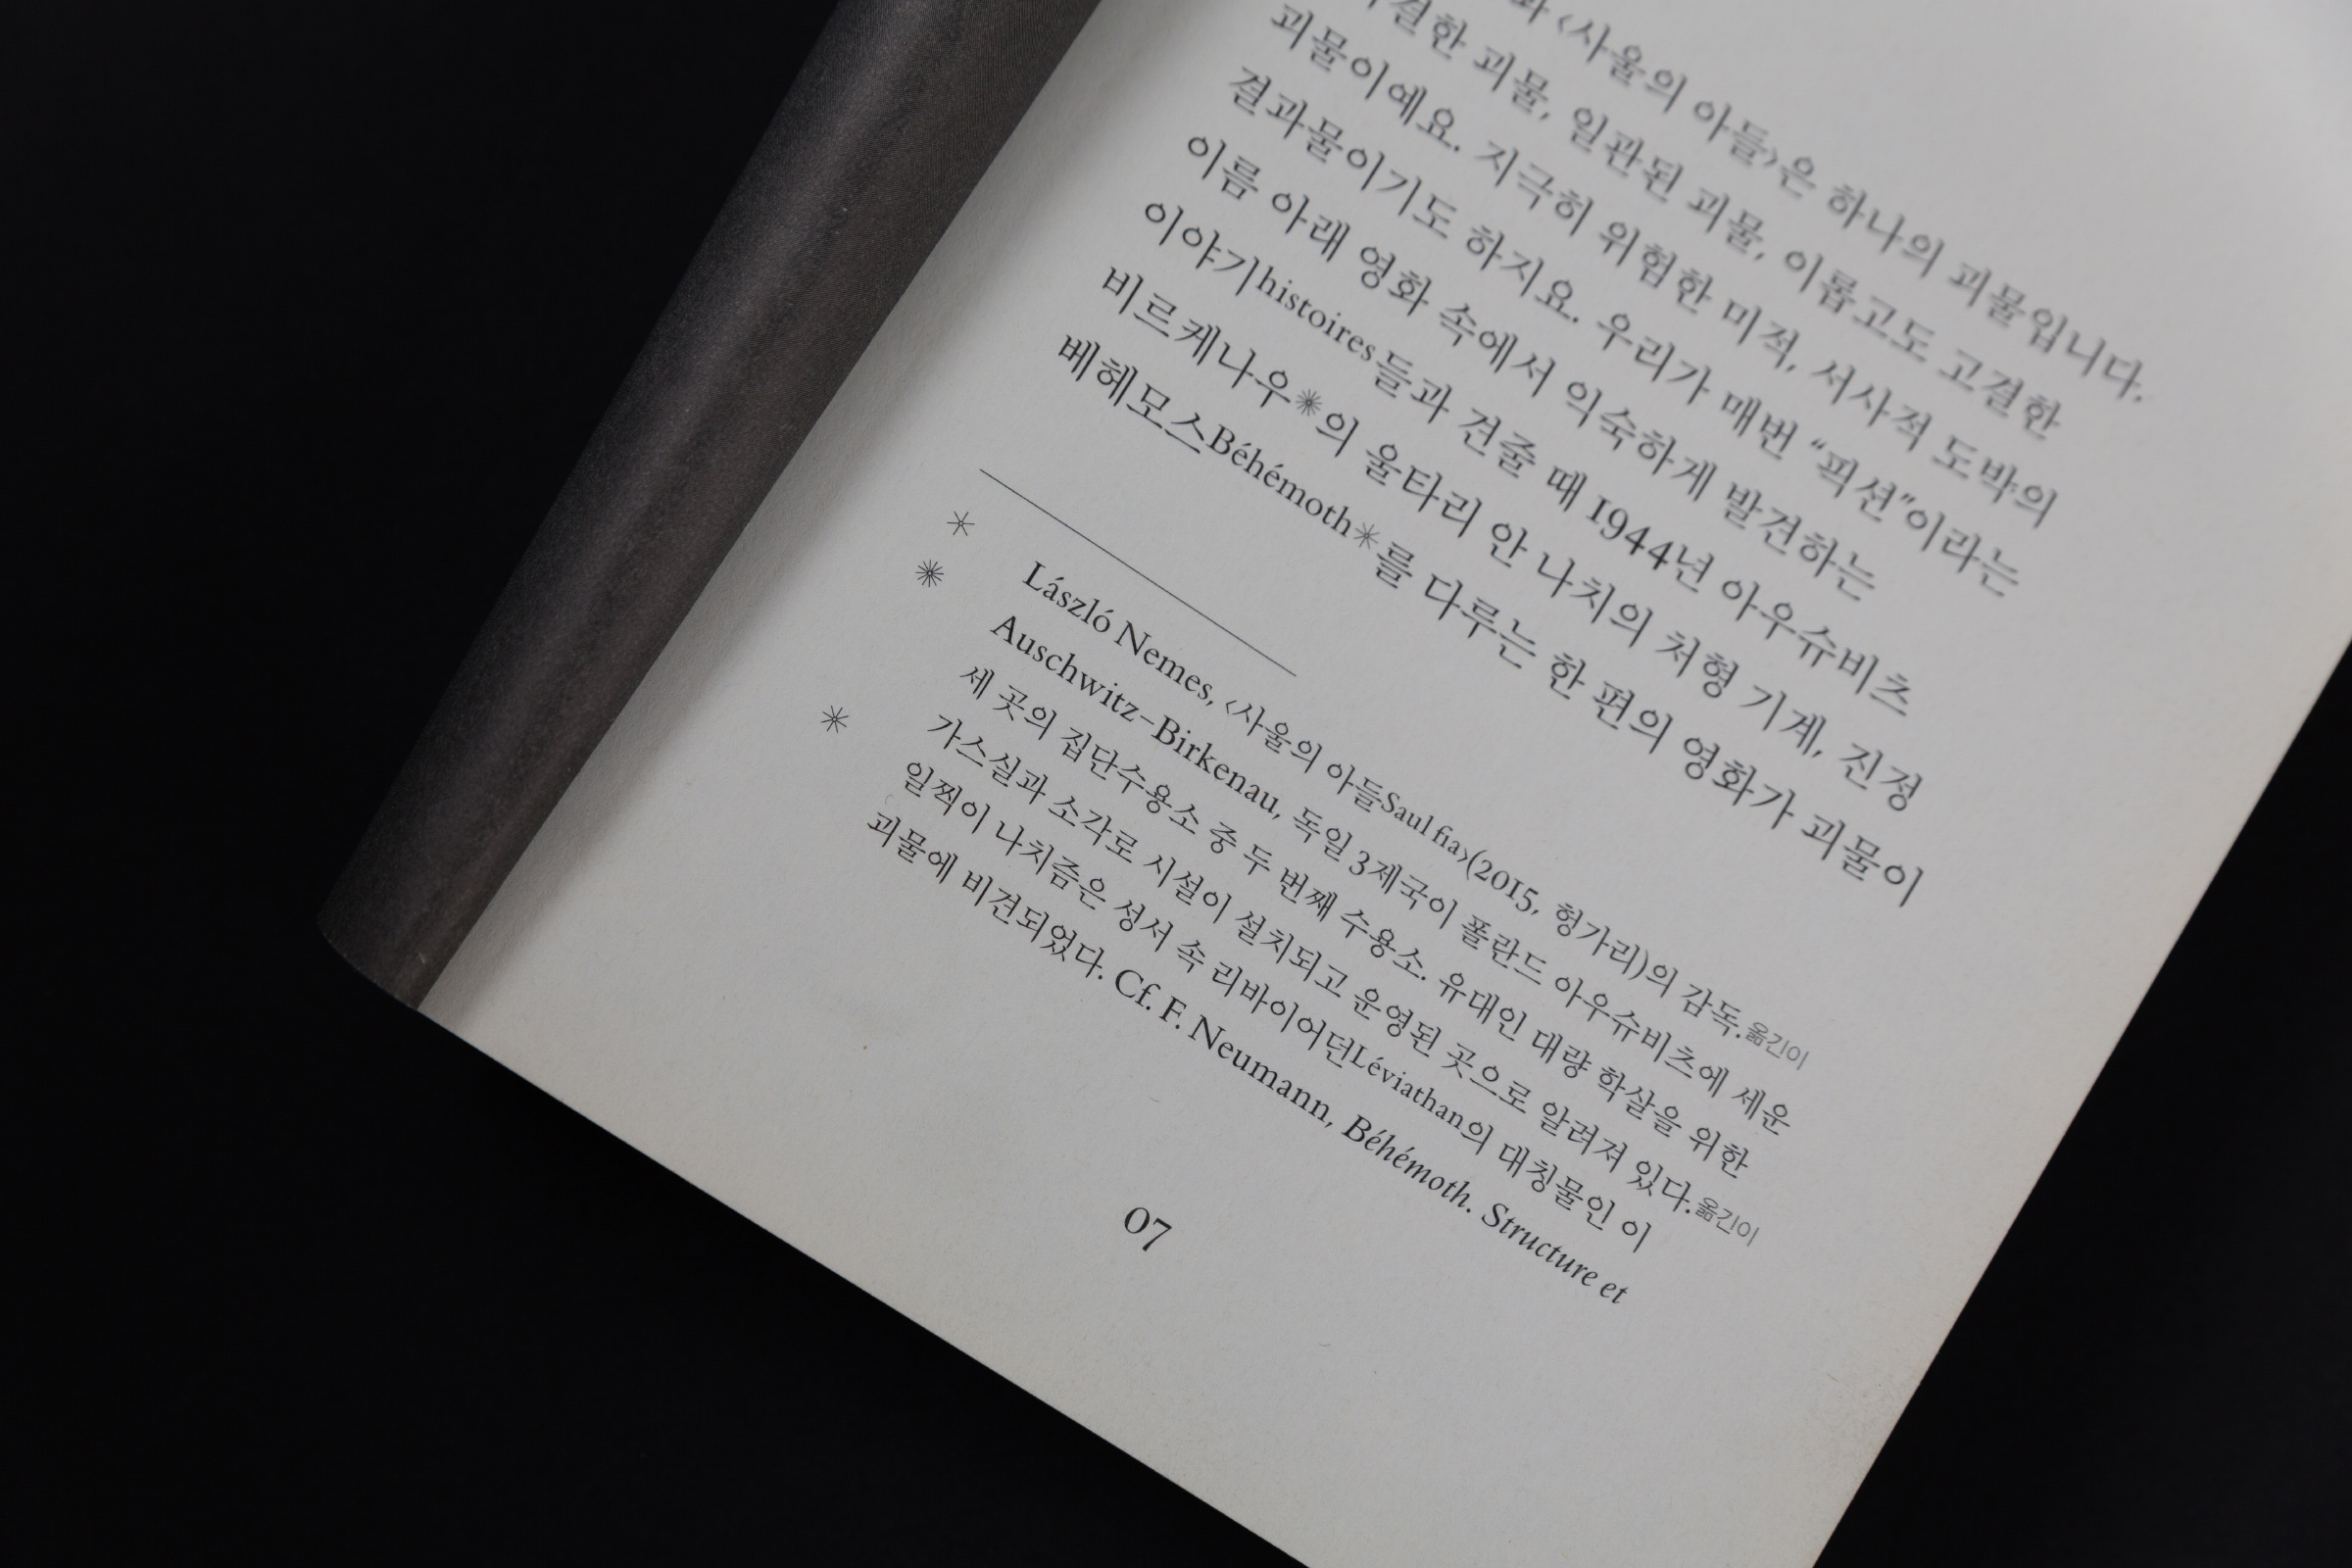 ‹사울의 아들›은 하나의 괴물입니다.
괴물, 일관된 괴물, 이롭고도 고결한
괴물이예요. 지극히 위험한 미적, 서사적 도박의
결과물이기도 하지요. 우리가 매번 “픽션”이라는
이름 아래 영화 속에서 익숙하게 발견하는
이야기histoires들과 견줄 때 1944년 아우슈비츠
비르케나우※의 울타리 안 나치의 처형 기계, 진정
베헤모스Béhémoth*를 다루는 한 편의 영화가 괴물이
* László Nemes, ‹사울의 아들Saul fia›(2015, 헝가리)의 감독.옮긴이
※ Auschwitz-Birkenau, 독일 3제국이 폴란드 아우슈비츠에 세운
세 곳의 집단수용소 중 두 번째 수용소. 유대인 대량 학살을 위한
가스실과 소각로 시설이 설치되고 운영된 곳으로 알려져 있다.옮긴이
* 일찍이 나치즘은 성서 속 리바이어던Léviathan의 대칭물인 이
괴물에 비견되었다. Cf. F. Neumann, Béhémoth. Structure et
07